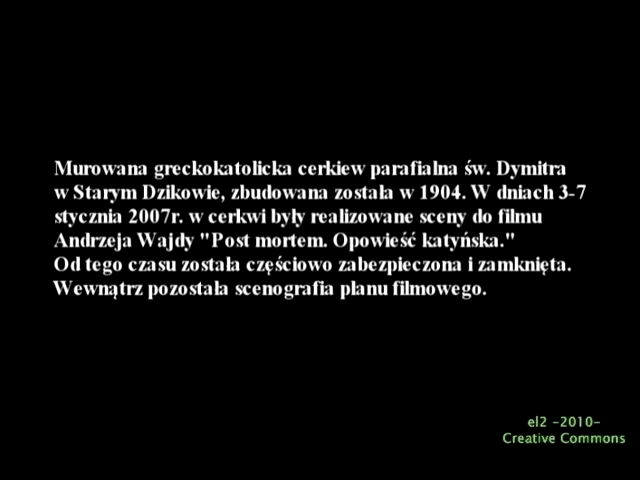 Murowana greckokatolicka cerkiew parafialna św. Dymitra
w Starym Dzikowie, zbudowana została w 1904. W dniach 3-7
stycznia 2007r. w cerkwi były realizowane sceny do filmu
Andrzeja Wajdy "Post mortem. Opowieść katyńska."
Od tego czasu została częściowo zabezpieczona i zamknięta.
Wewnątrz pozostała scenografia planu filmowego.
el2 -2010-
Creative Commons